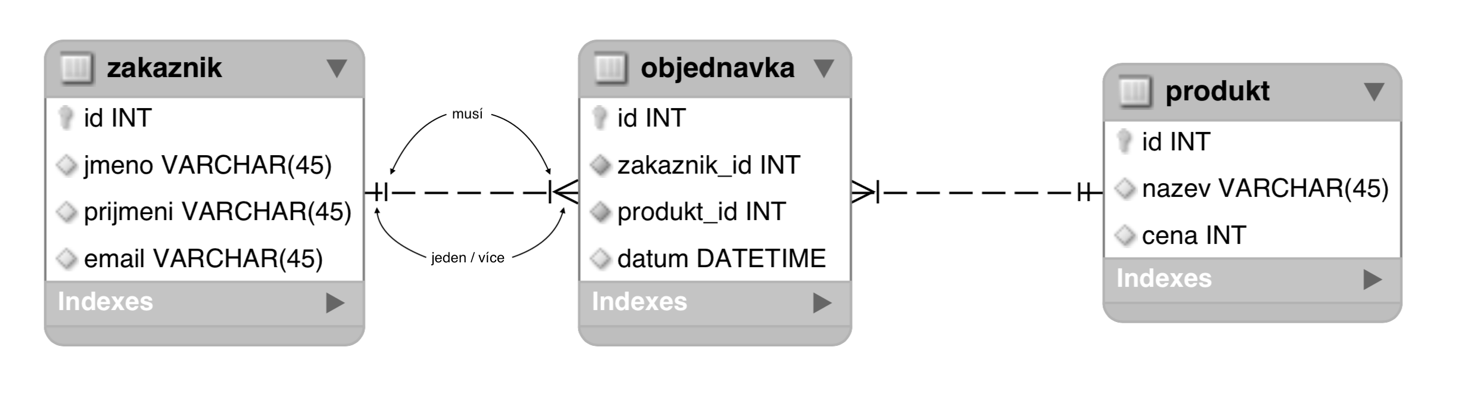 zakaznik
id INT
jmeno VARCHAR(45)
prijmeni VARCHAR(45)
email VARCHAR(45)
Indexes
musí
jeden / více
objednavka
id INT
zakaznik_id INT
produkt_id INT
datum DATETIME
Indexes
produkt
id INT
nazev VARCHAR(45)
cena INT
Indexes